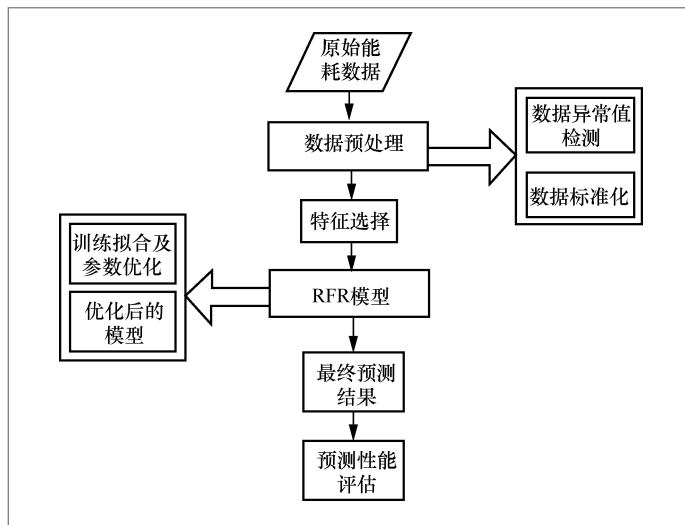 原始能
耗数据
数据预处理
数据异常值
检测
数据标准化
特征选择
RFR模型
训练拟合及
参数优化
优化后的
模型
最终预测
结果
预测性能
评估